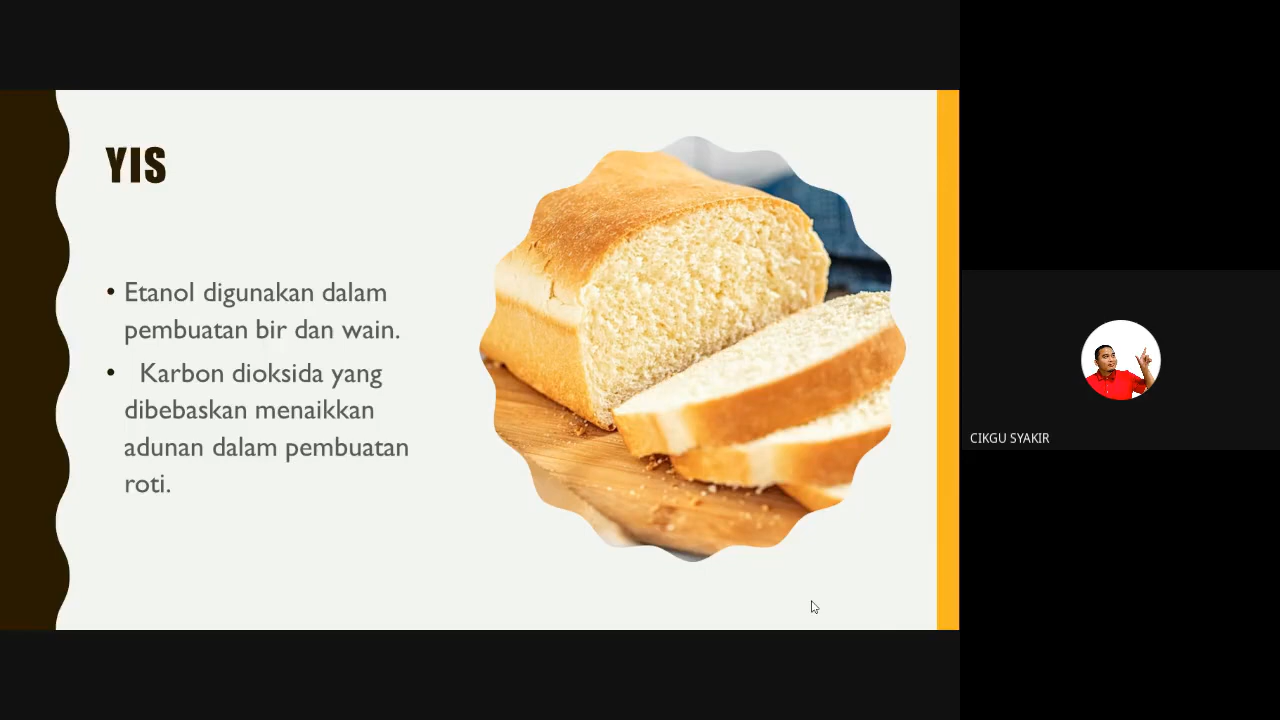 YIS
• Etanol digunakan dalam
pembuatan bir dan wain.
• Karbon dioksida yang
dibebaskan menaikkan
adunan dalam pembuatan
roti.
CIKGU SYAKIR